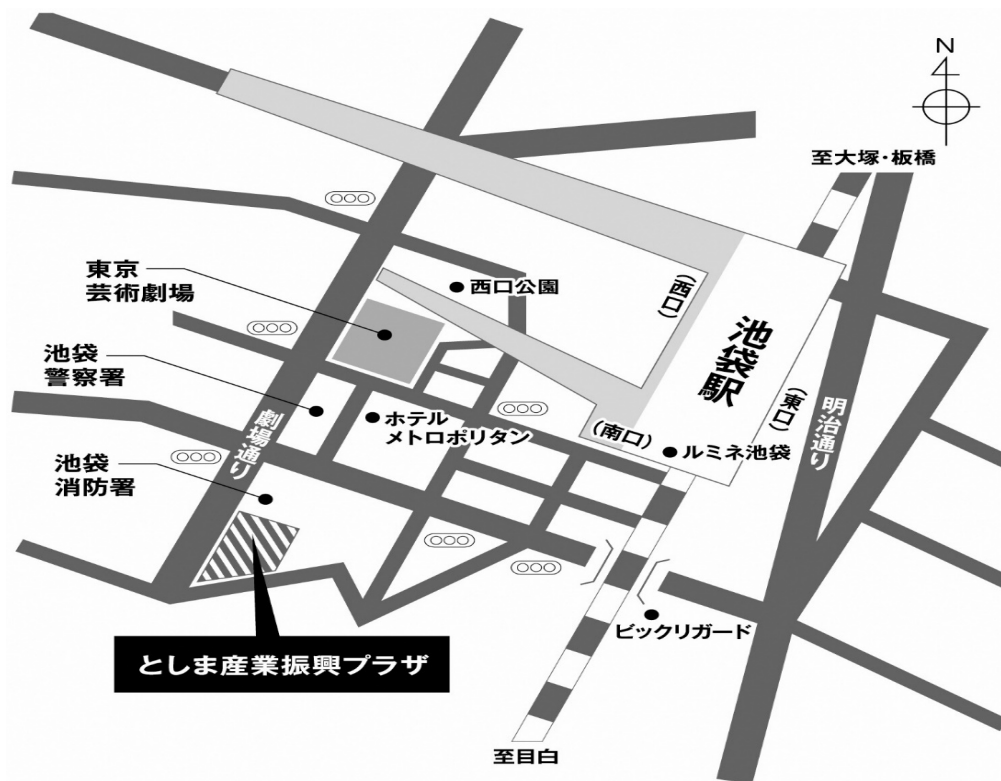 N
至大塚・板橋
東京
芸術劇場
西口公園
(西口)
池袋駅
(東口)
明治通り
池袋
警察署
ホテル
メトロポリタン
(南口)
ルミネ池袋
劇場通り
池袋
消防署
ビックリガード
としま産業振興プラザ
至目白